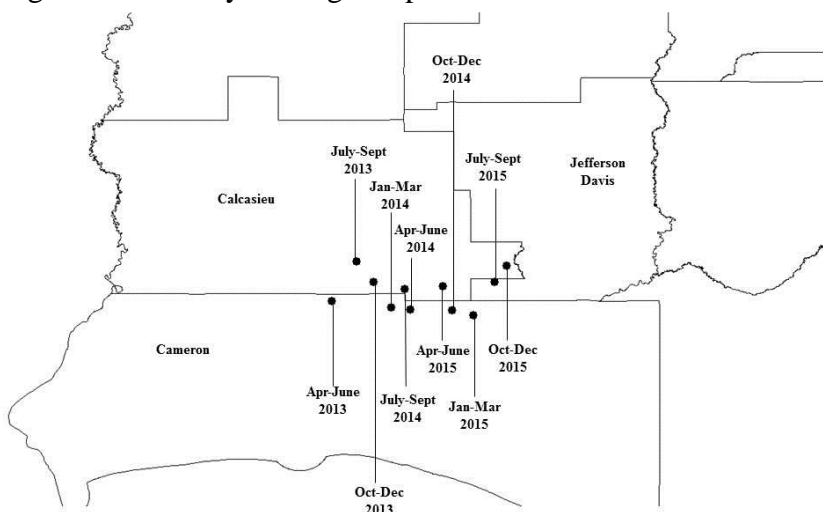 Oct-Dec
2014
July-Sept
2013
July-Sept
2015
Jefferson
Davis
Jan-Mar
2014
Calcasieu
Apr-June
2014
Cameron
Apr-June
2015
Oct-Dec
2015
Apr-June
2013
July-Sept
2014
Jan-Mar
2015
Oct-Dec
2013